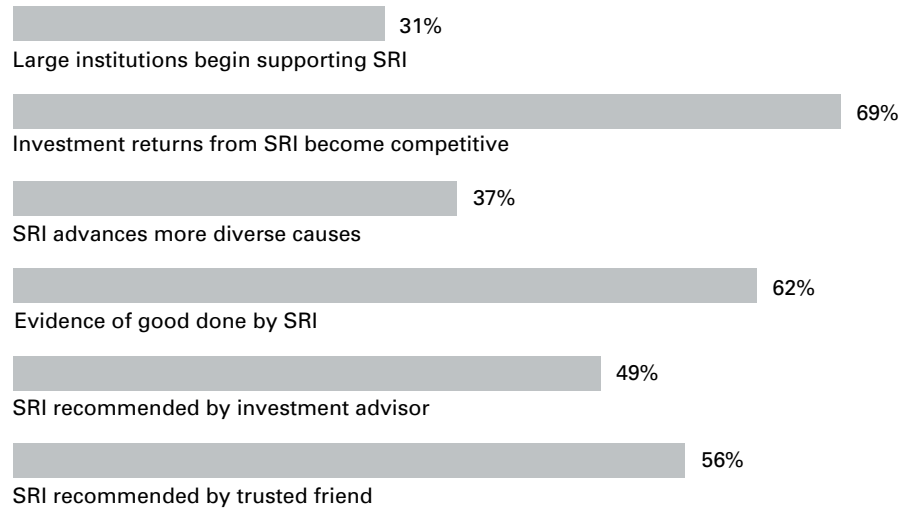 31%
Large institutions begin supporting SRI
69%
Investment returns from SRI become competitive
37%
SRI advances more diverse causes
62%
Evidence of good done by SRI
49%
SRI recommended by investment advisor
56%
SRI recommended by trusted friend